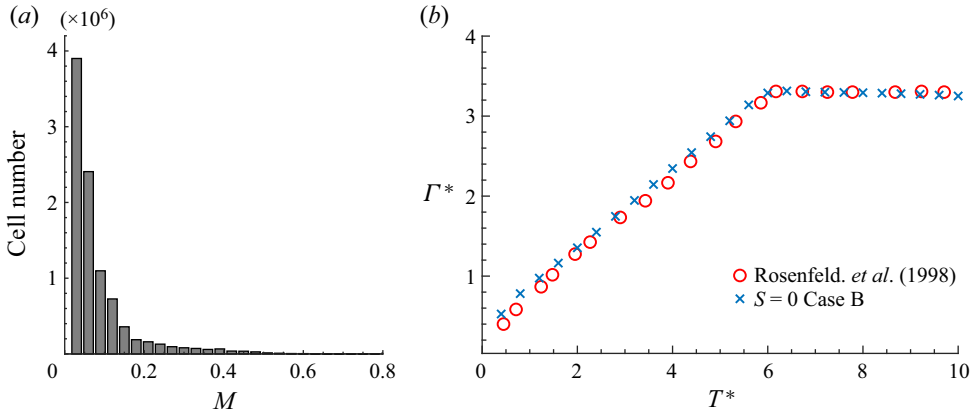 (a)
(×10⁶)
4
3
2
1
0
0.2
0.4
0.6
0.8
Cell number
M
(b)
4
3
2
1
0
2
4
6
8
10
Γ*
T*
Rosenfeld. et al. (1998)
S = 0 Case B